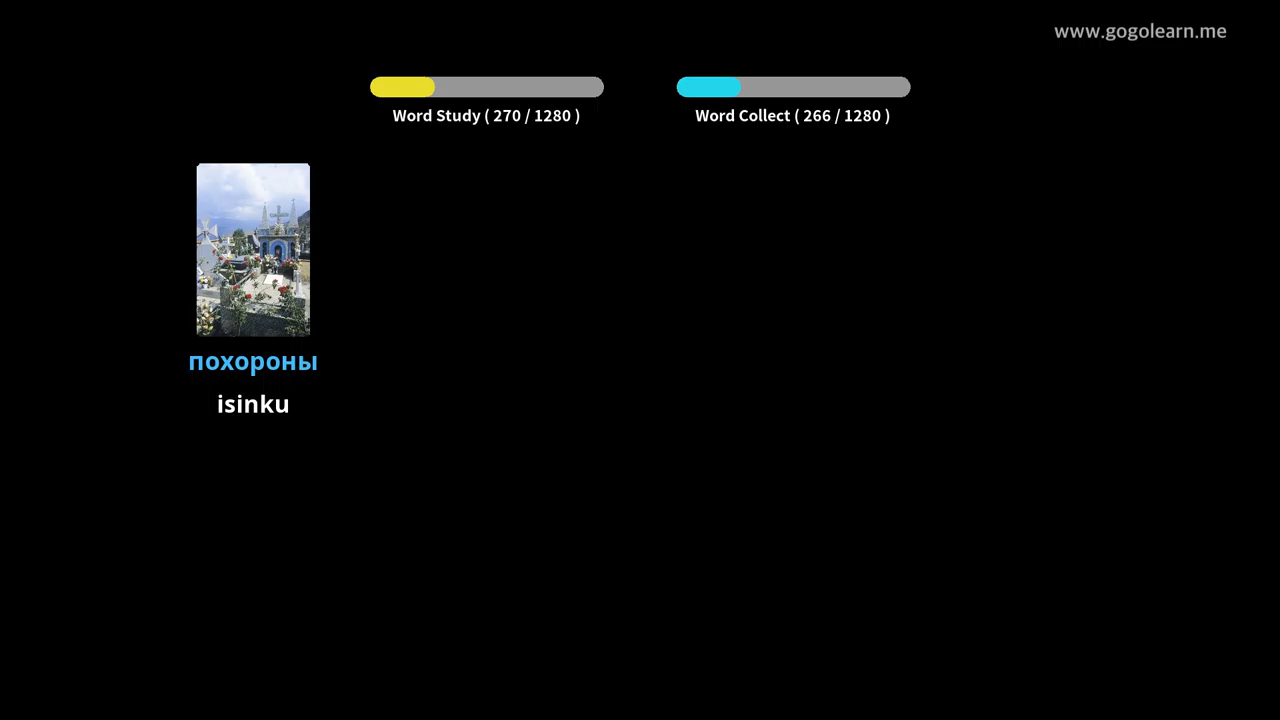 www.gogolearn.me
Word Study ( 270 / 1280 )
Word Collect ( 266 / 1280 )
похороны
isinku